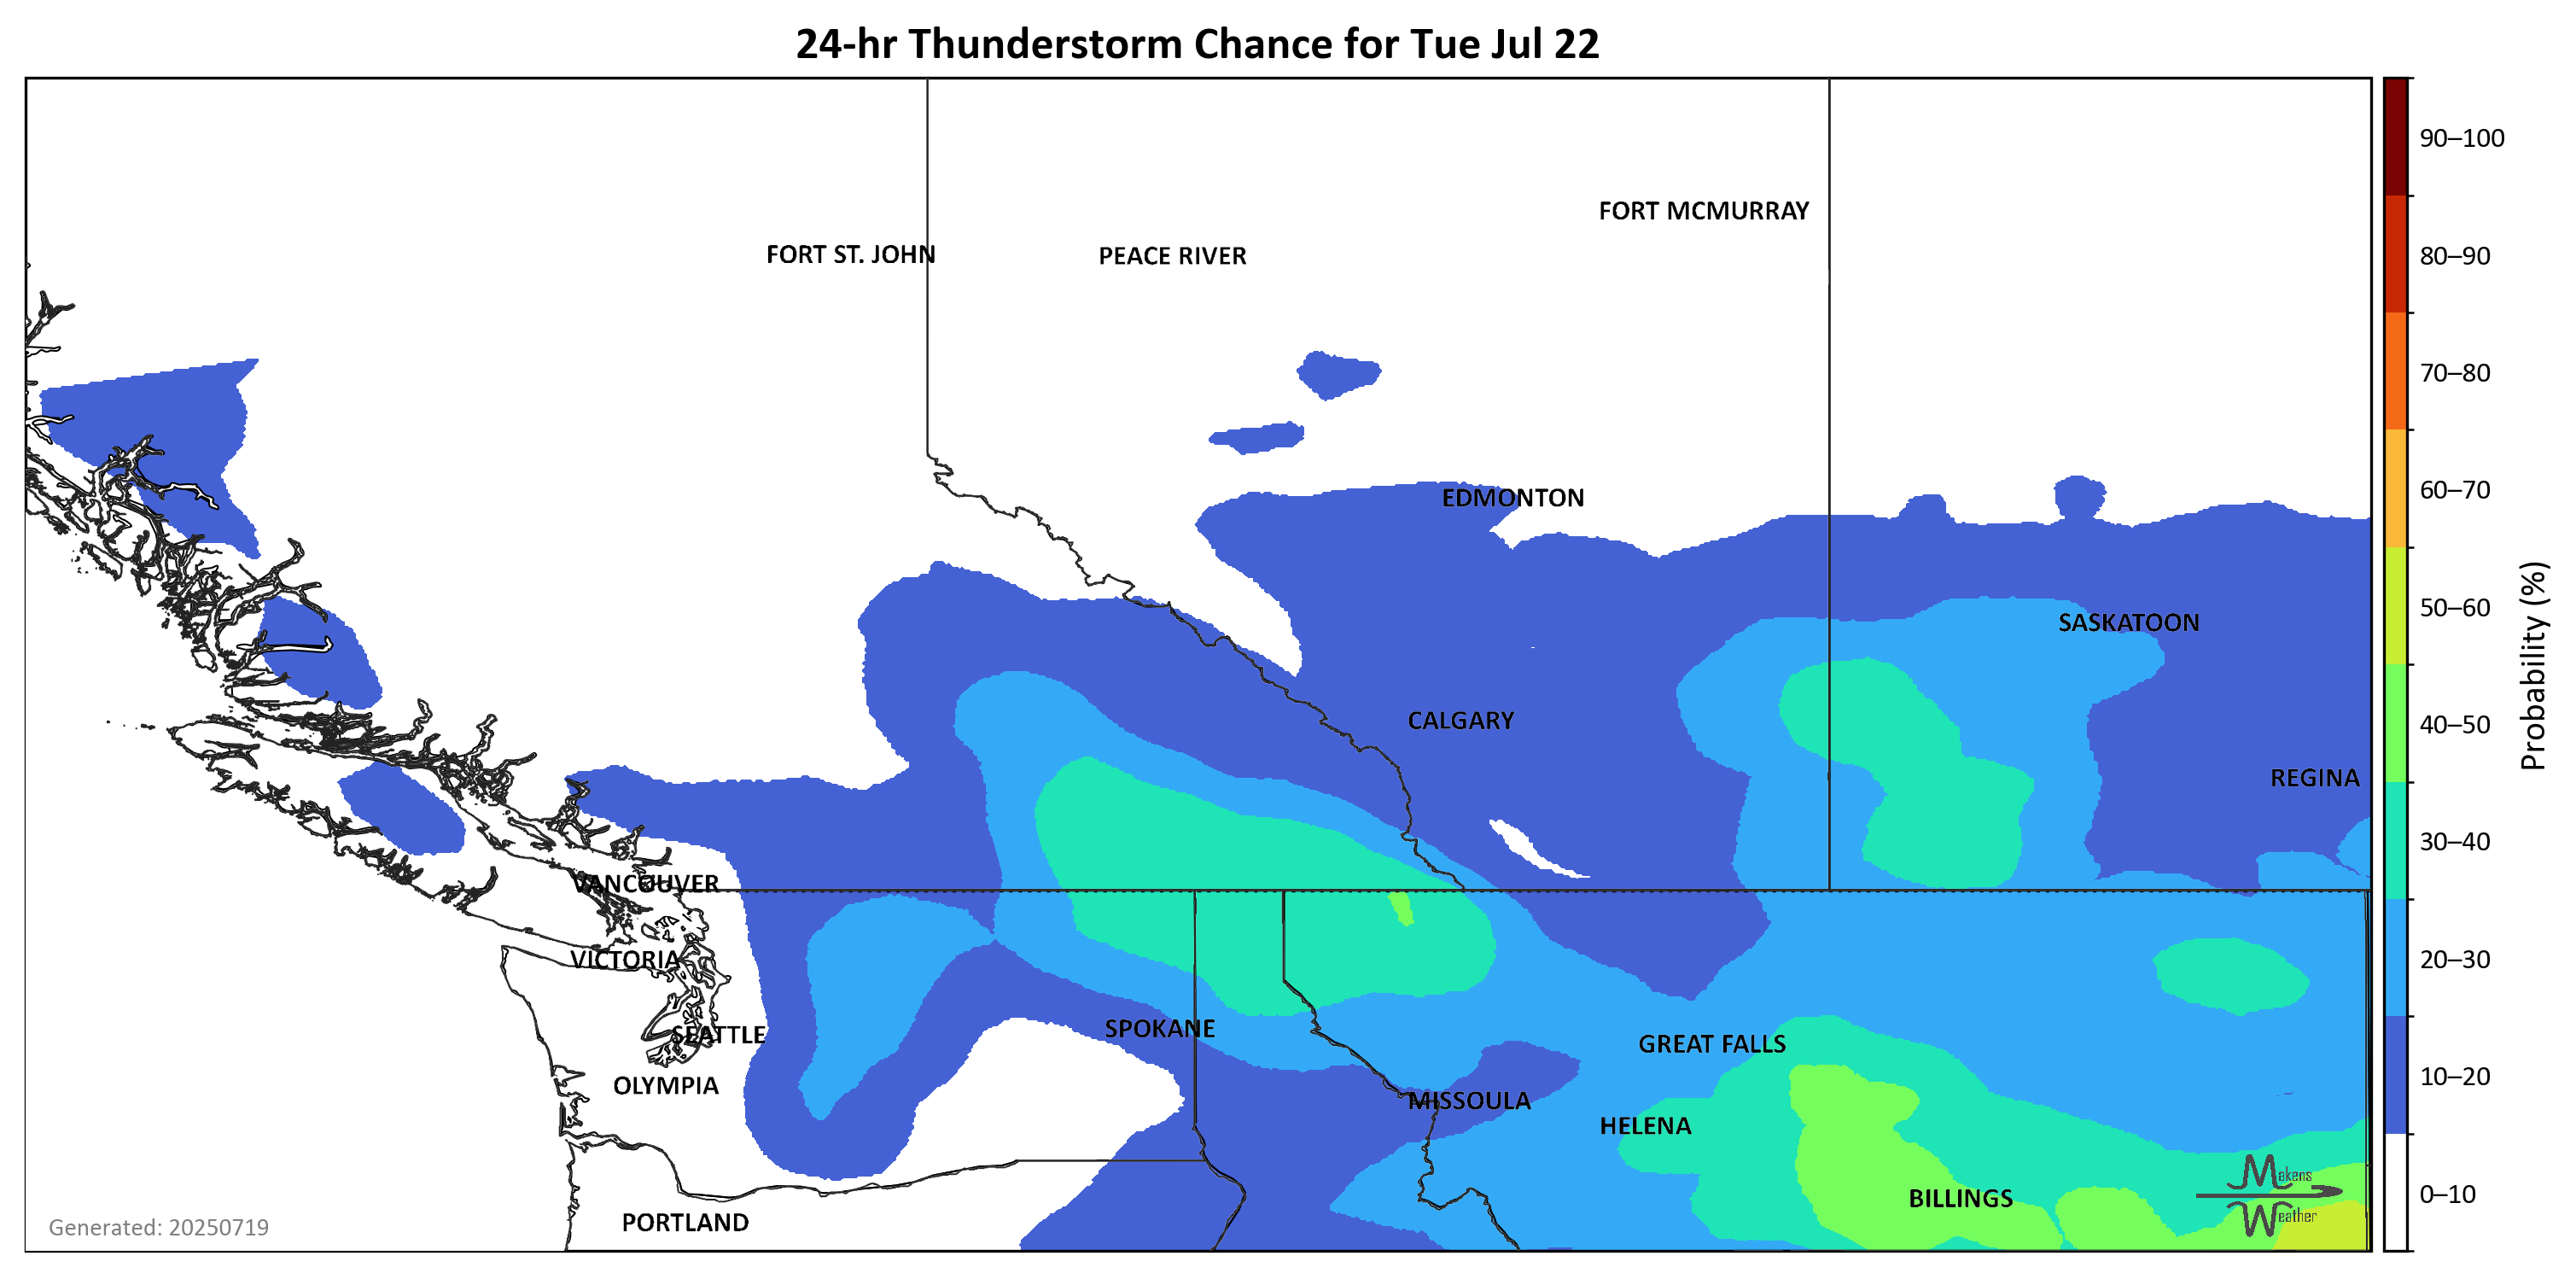 24-hr Thunderstorm Chance for Tue Jul 22
90–100
FORT MCMURRAY
FORT ST. JOHN
PEACE RIVER
80–90
70–80
EDMONTON
60–70
SASKATOON
50–60
Probability (%)
CALGARY
40–50
REGINA
30–40
VANCOUVER
VICTORIA
20–30
SPOKANE
SEATTLE
GREAT FALLS
OLYMPIA
10–20
MISSOULA
HELENA
Makens
Weather
0–10
BILLINGS
PORTLAND
Generated: 20250719